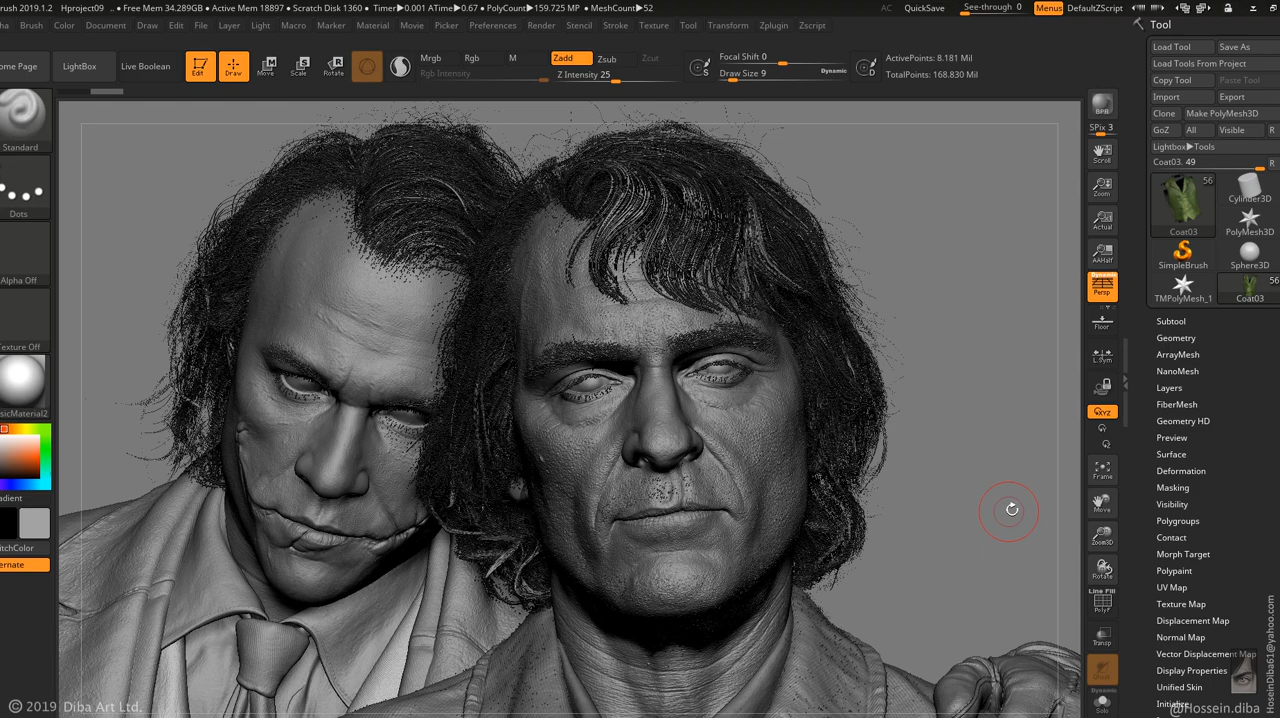 rush 2019.1.2 Hproject09 .. • Free Mem 34.289GB • Active Mem 18897 • Scratch Disk 1360 • Timer▶0.001 ATime▶0.67 • PolyCount▶159.725 MP • MeshCount▶52 AC QuickSave See-through 0 Menus DefaultZScript
ha Brush Color Document Draw Edit File Layer Light Macro Marker Material Movie Picker Preferences Render Stencil Stroke Texture Tool Transform Zplugin Zscript
ome Page LightBox Live Boolean
Edit Draw Move Scale Rotate
Mrgb Rgb M
Rgb Intensity
Zadd Zsub Zcut
Z Intensity 25
Focal Shift 0
Draw Size 9 Dynamic
ActivePoints: 8.181 Mil
TotalPoints: 168.830 Mil
Standard
Dots
Alpha Off
Texture Off
sicMaterial2
adient
itchColor
ernate
BPR
SPix 3
Scroll
Zoom
Actual
AAHalf
Dynamic
Persp
Floor
L.Sym
XYZ
Frame
Move
Zoom3D
Rotate
Line Fill
PolyF
Transp
Ghost
Dynamic
Solo
Tool
Load Tool Save As
Load Tools From Project
Copy Tool Paste Tool
Import Export
Clone Make PolyMesh3D
GoZ All Visible R
Lightbox▶Tools
Coat03. 49 R
56
Coat03
Cylinder3D
PolyMesh3D
SimpleBrush
Sphere3D
TMPolyMesh_1
56
Coat03
Subtool
Geometry
ArrayMesh
NanoMesh
Layers
FiberMesh
Geometry HD
Preview
Surface
Deformation
Masking
Visibility
Polygroups
Contact
Morph Target
Polypaint
UV Map
Texture Map
Displacement Map
Normal Map
Vector Displacement Map
Display Properties
Unified Skin
Initialize
HoseinDiba61@yahoo.com
@Hossein.diba
© 2019 Diba Art Ltd.